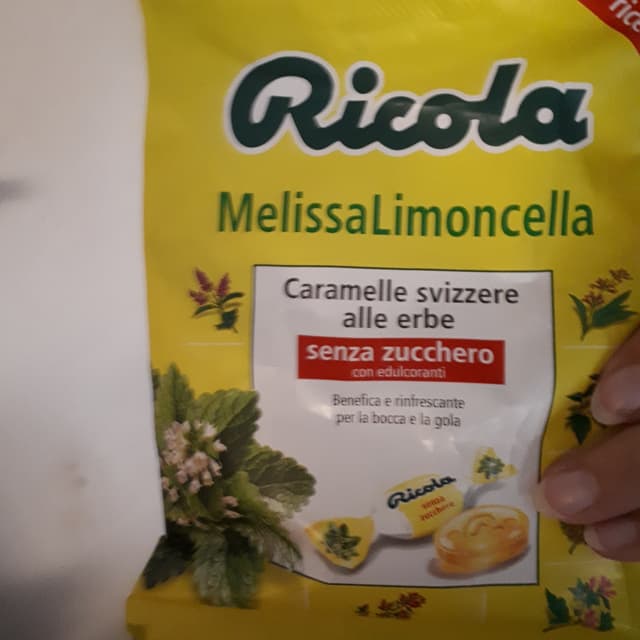 Ricola
MelissaLimoncella
Caramelle svizzere
alle erbe
senza zucchero
con edulcoranti
Benefica e rinfrescante
per la bocca e la gola
Ricola
senza
zucchero